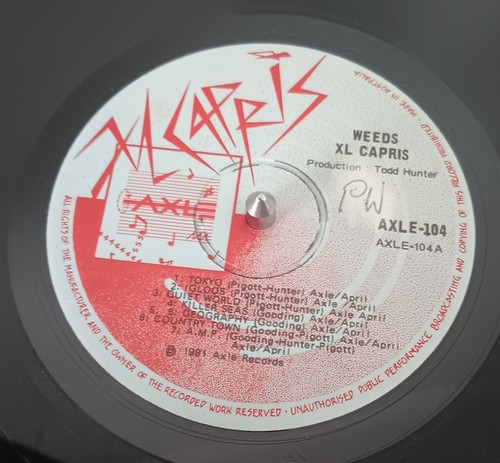 XL CAPRIS
AXLE
WEEDS
XL CAPRIS
Production : Todd Hunter
PW
AXLE-104
AXLE-104A
1. TOKYO (Pigott-Hunter) Axle/April
2. IGLOOS (Pigott-Hunter) Axle /April
3. QUIET WORLD (Pigott-Hunter) Axle/April
4. KILLER SEAS (Gooding) Axle/April
5. GEOGRAPHY (Gooding) Axle/April
6. COUNTRY TOWN (Gooding-Pigott) Axle/April
7. A.M.P. (Gooding-Hunter-Pigott)
Axle/April
℗ 1981 Axle Records
ALL RIGHTS OF THE MANUFACTURER AND THE OWNER OF THE RECORDED WORK RESERVED · UNAUTHORISED PUBLIC PERFORMANCE BROADCASTING AND COPYING OF THIS RECORD PROHIBITED. MADE IN AUSTRALIA